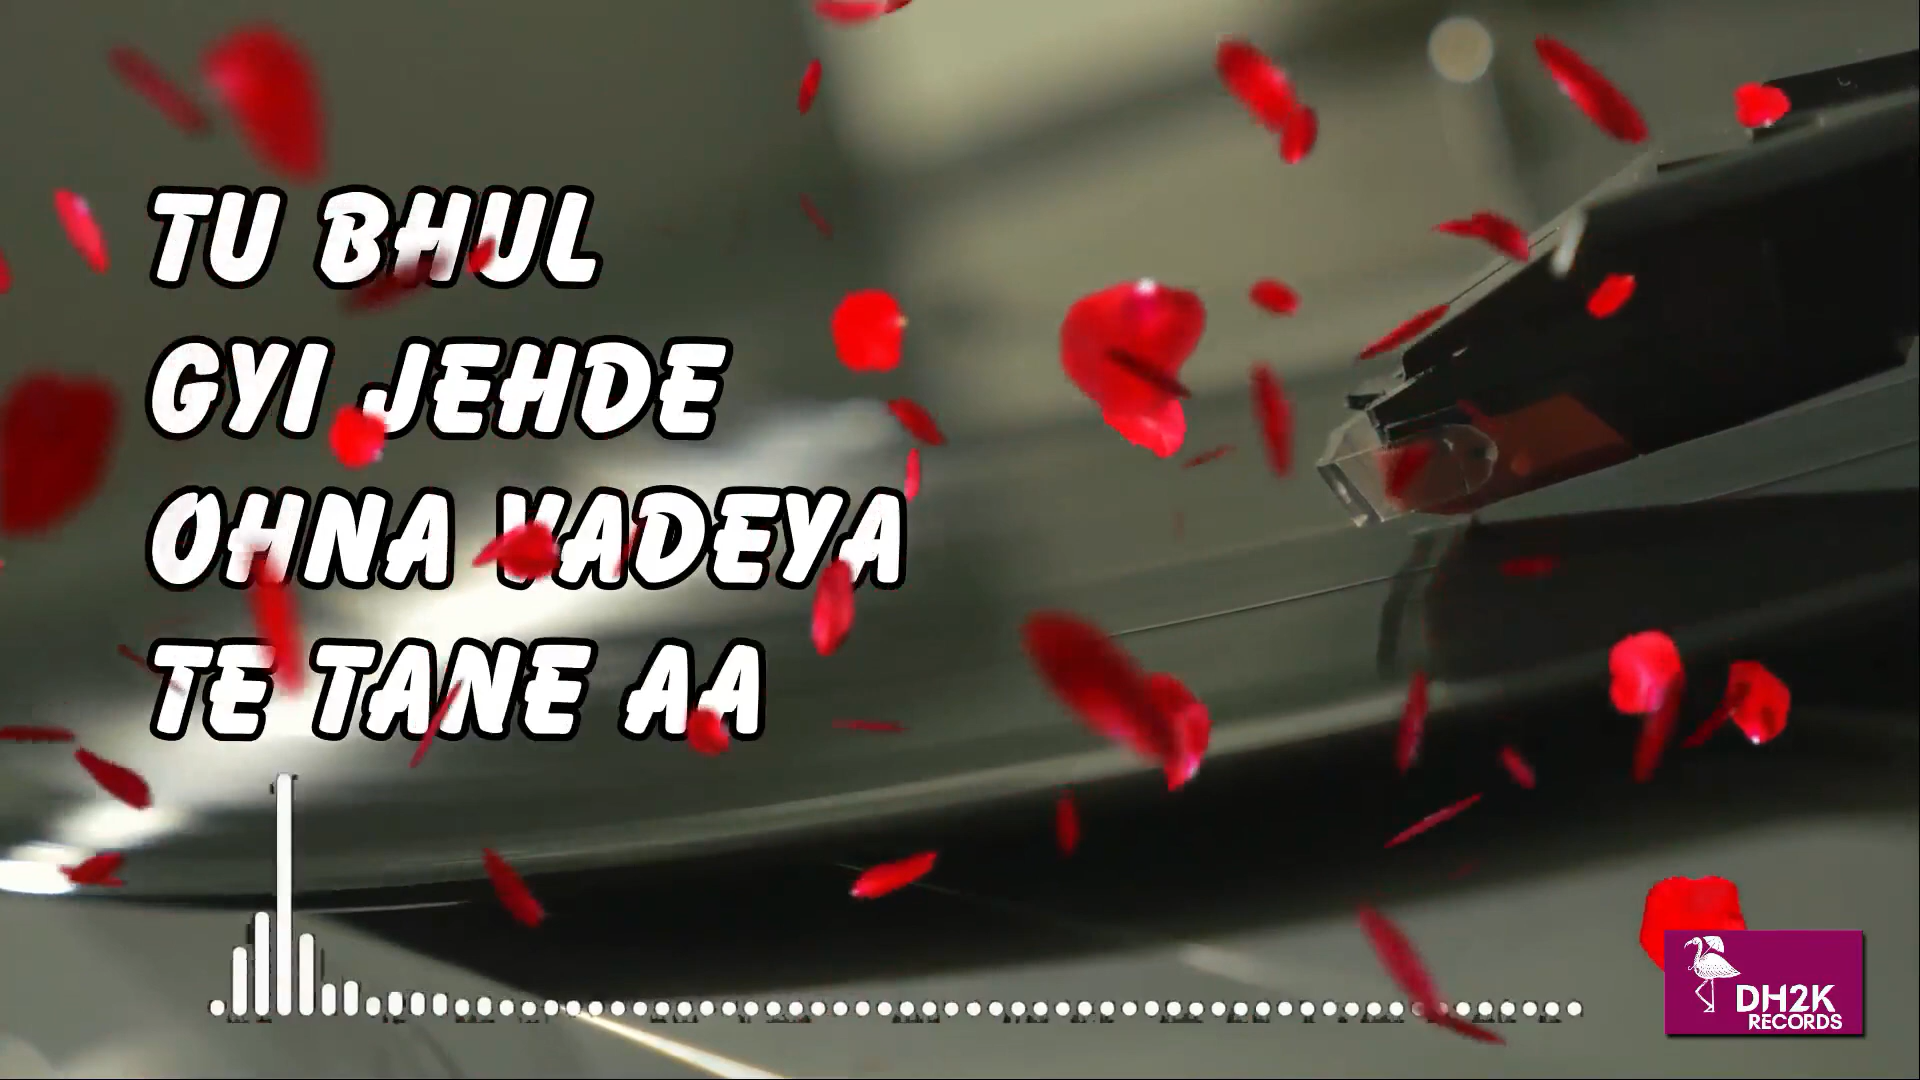 TU BHUL
GYI JEHDE
OHNA VADEYA
TE TANE AA
DH2K
RECORDS